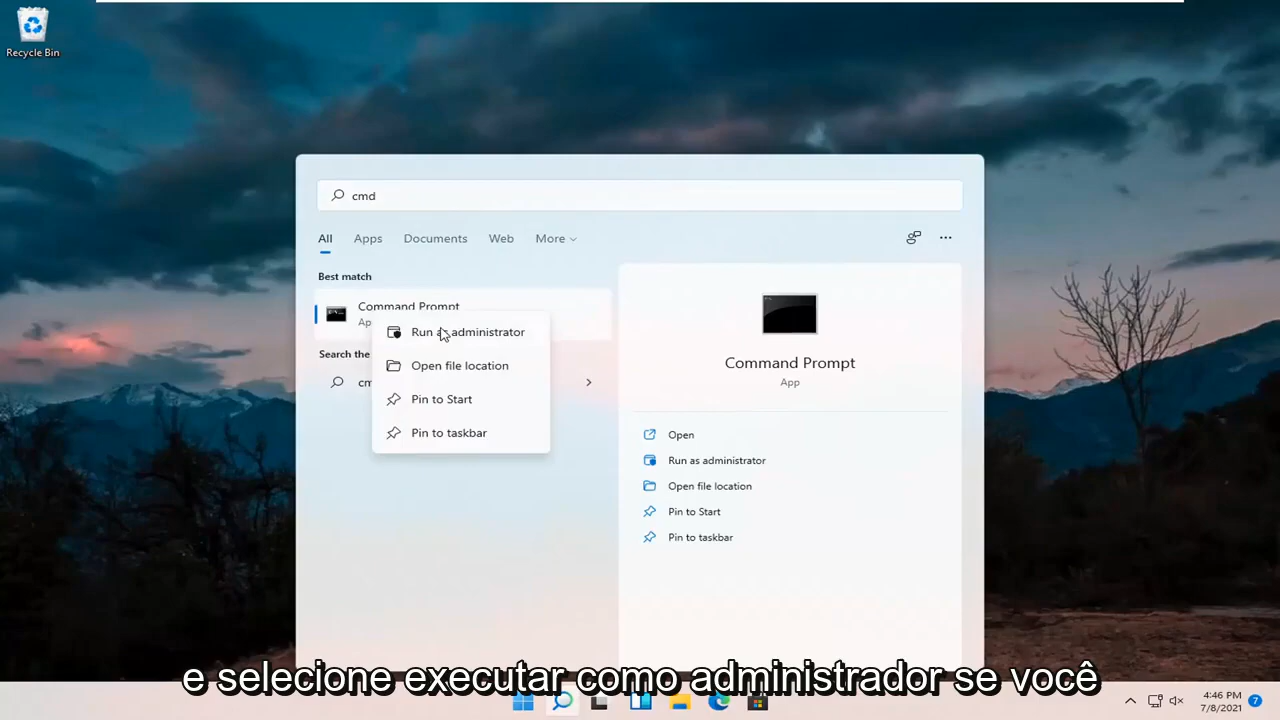 Recycle Bin
cmd
All Apps Documents Web More
Best match
Command Prompt
Run as administrator
Open file location
Pin to Start
Pin to taskbar
Search the
Command Prompt
App
Open
Run as administrator
Open file location
Pin to Start
Pin to taskbar
e selecione executar como administrador se você
4:46 PM
7/8/2021
7